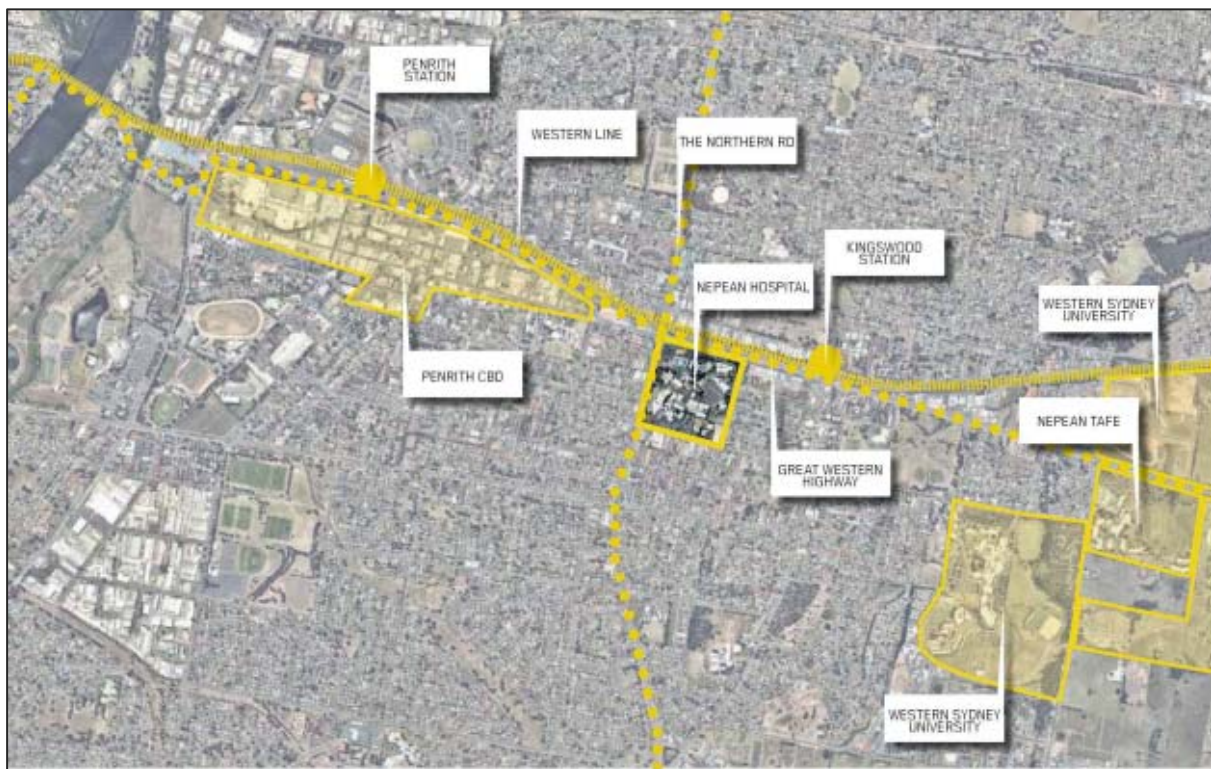 PENRITH
STATION
WESTERN LINE
THE NORTHERN RD
KINGSWOOD
STATION
NEPEAN HOSPITAL
WESTERN SYDNEY
UNIVERSITY
PENRITH CBD
NEPEAN TAFE
GREAT WESTERN
HIGHWAY
WESTERN SYDNEY
UNIVERSITY